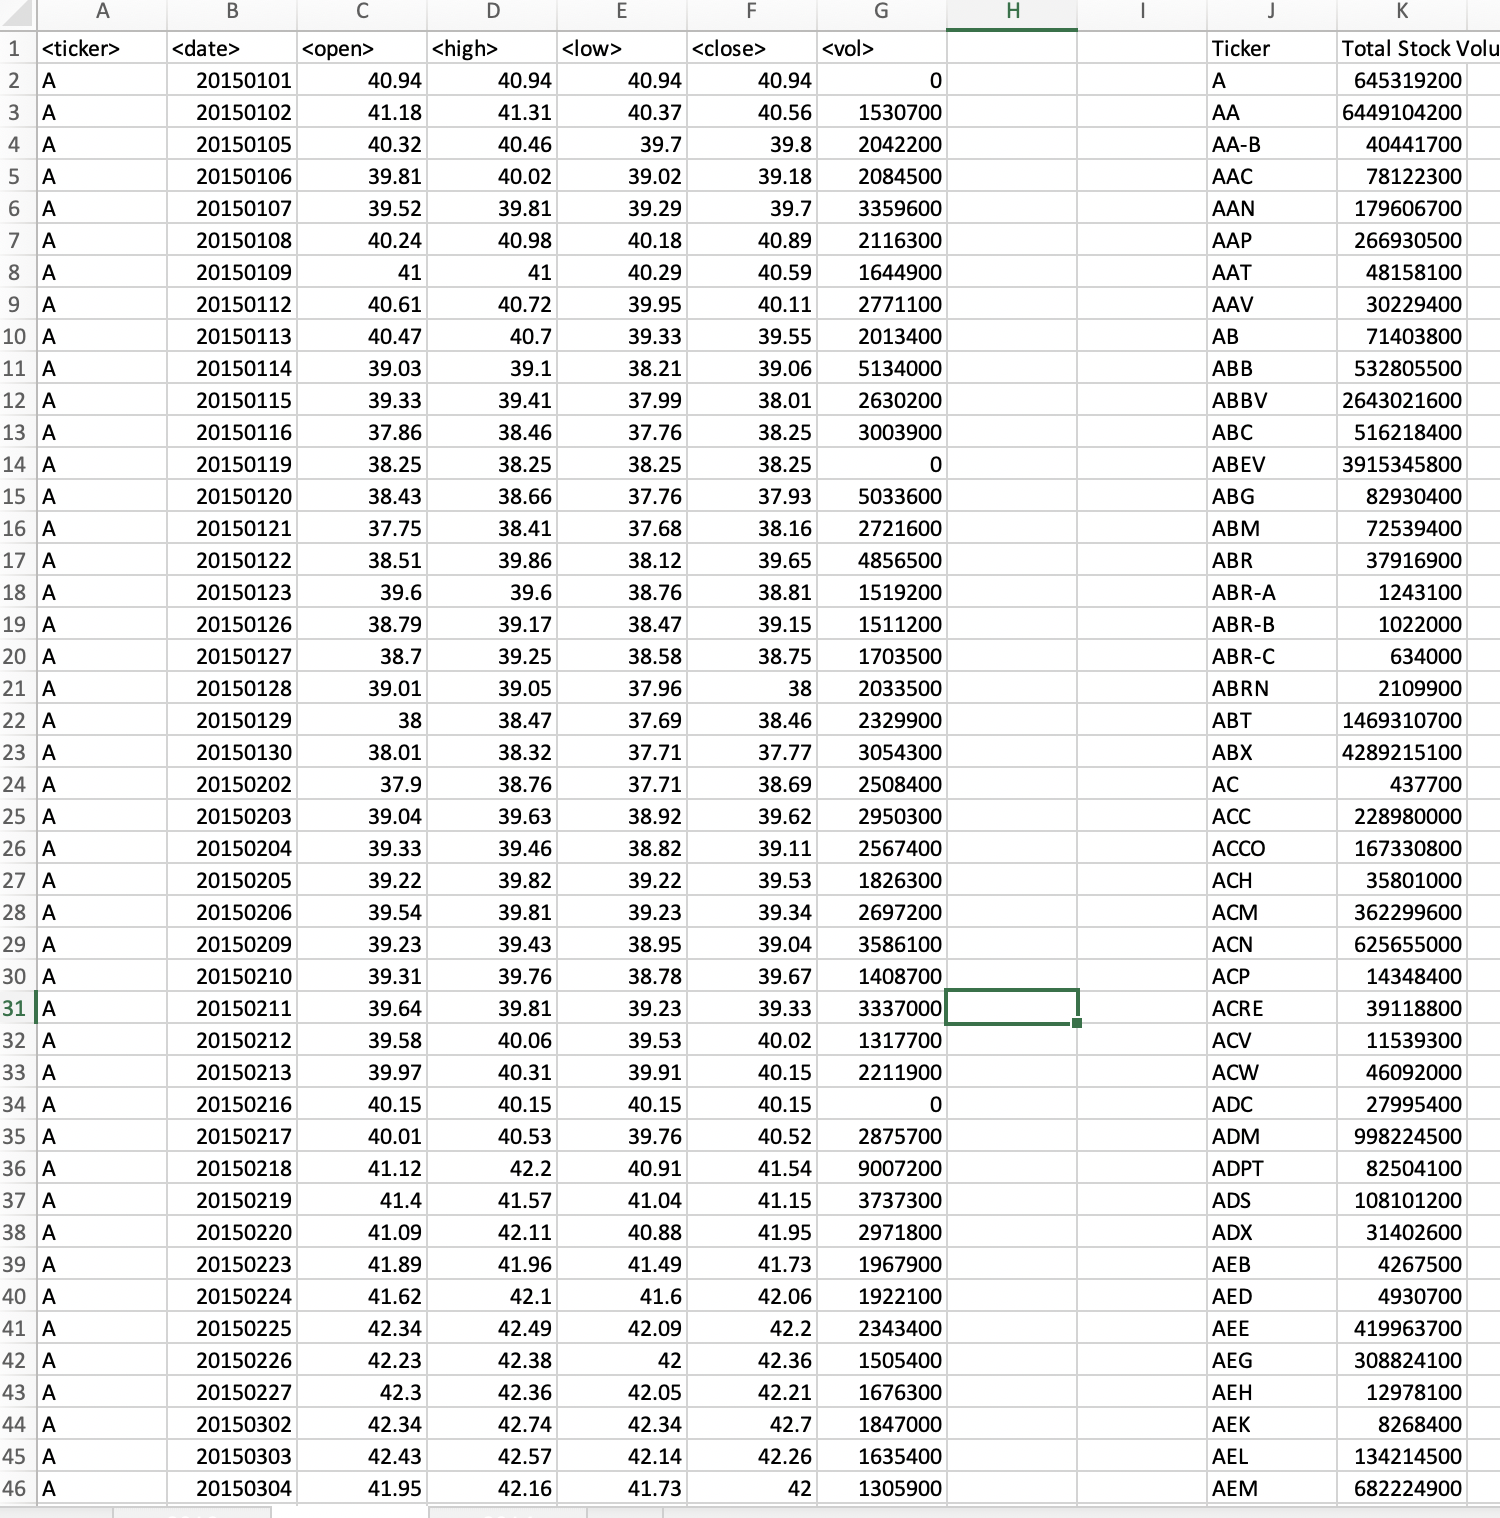 A B C D E F G H I J K
1 <ticker> <date> <open> <high> <low> <close> <vol> Ticker Total Stock Volu
2 A 20150101 40.94 40.94 40.94 40.94 0 A 645319200
3 A 20150102 41.18 41.31 40.37 40.56 1530700 AA 6449104200
4 A 20150105 40.32 40.46 39.7 39.8 2042200 AA-B 40441700
5 A 20150106 39.81 40.02 39.02 39.18 2084500 AAC 78122300
6 A 20150107 39.52 39.81 39.29 39.7 3359600 AAN 179606700
7 A 20150108 40.24 40.98 40.18 40.89 2116300 AAP 266930500
8 A 20150109 41 41 40.29 40.59 1644900 AAT 48158100
9 A 20150112 40.61 40.72 39.95 40.11 2771100 AAV 30229400
10 A 20150113 40.47 40.7 39.33 39.55 2013400 AB 71403800
11 A 20150114 39.03 39.1 38.21 39.06 5134000 ABB 532805500
12 A 20150115 39.33 39.41 37.99 38.01 2630200 ABBV 2643021600
13 A 20150116 37.86 38.46 37.76 38.25 3003900 ABC 516218400
14 A 20150119 38.25 38.25 38.25 38.25 0 ABEV 3915345800
15 A 20150120 38.43 38.66 37.76 37.93 5033600 ABG 82930400
16 A 20150121 37.75 38.41 37.68 38.16 2721600 ABM 72539400
17 A 20150122 38.51 39.86 38.12 39.65 4856500 ABR 37916900
18 A 20150123 39.6 39.6 38.76 38.81 1519200 ABR-A 1243100
19 A 20150126 38.79 39.17 38.47 39.15 1511200 ABR-B 1022000
20 A 20150127 38.7 39.25 38.58 38.75 1703500 ABR-C 634000
21 A 20150128 39.01 39.05 37.96 38 2033500 ABRN 2109900
22 A 20150129 38 38.47 37.69 38.46 2329900 ABT 1469310700
23 A 20150130 38.01 38.32 37.71 37.77 3054300 ABX 4289215100
24 A 20150202 37.9 38.76 37.71 38.69 2508400 AC 437700
25 A 20150203 39.04 39.63 38.92 39.62 2950300 ACC 228980000
26 A 20150204 39.33 39.46 38.82 39.11 2567400 ACCO 167330800
27 A 20150205 39.22 39.82 39.22 39.53 1826300 ACH 35801000
28 A 20150206 39.54 39.81 39.23 39.34 2697200 ACM 362299600
29 A 20150209 39.23 39.43 38.95 39.04 3586100 ACN 625655000
30 A 20150210 39.31 39.76 38.78 39.67 1408700 ACP 14348400
31 A 20150211 39.64 39.81 39.23 39.33 3337000 ACRE 39118800
32 A 20150212 39.58 40.06 39.53 40.02 1317700 ACV 11539300
33 A 20150213 39.97 40.31 39.91 40.15 2211900 ACW 46092000
34 A 20150216 40.15 40.15 40.15 40.15 0 ADC 27995400
35 A 20150217 40.01 40.53 39.76 40.52 2875700 ADM 998224500
36 A 20150218 41.12 42.2 40.91 41.54 9007200 ADPT 82504100
37 A 20150219 41.4 41.57 41.04 41.15 3737300 ADS 108101200
38 A 20150220 41.09 42.11 40.88 41.95 2971800 ADX 31402600
39 A 20150223 41.89 41.96 41.49 41.73 1967900 AEB 4267500
40 A 20150224 41.62 42.1 41.6 42.06 1922100 AED 4930700
41 A 20150225 42.34 42.49 42.09 42.2 2343400 AEE 419963700
42 A 20150226 42.23 42.38 42 42.36 1505400 AEG 308824100
43 A 20150227 42.3 42.36 42.05 42.21 1676300 AEH 12978100
44 A 20150302 42.34 42.74 42.34 42.7 1847000 AEK 8268400
45 A 20150303 42.43 42.57 42.14 42.26 1635400 AEL 134214500
46 A 20150304 41.95 42.16 41.73 42 1305900 AEM 682224900